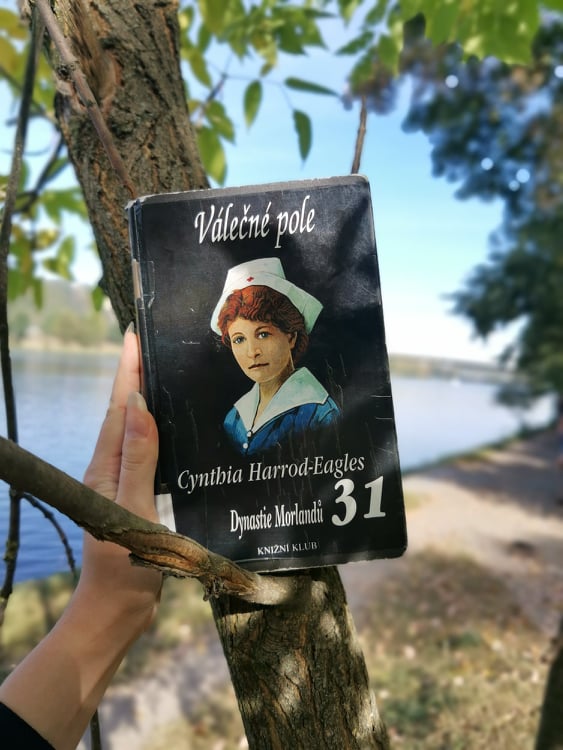 Válečné pole
Cynthia Harrod-Eagles
Dynastie Morlandů 31
KNIŽNÍ KLUB